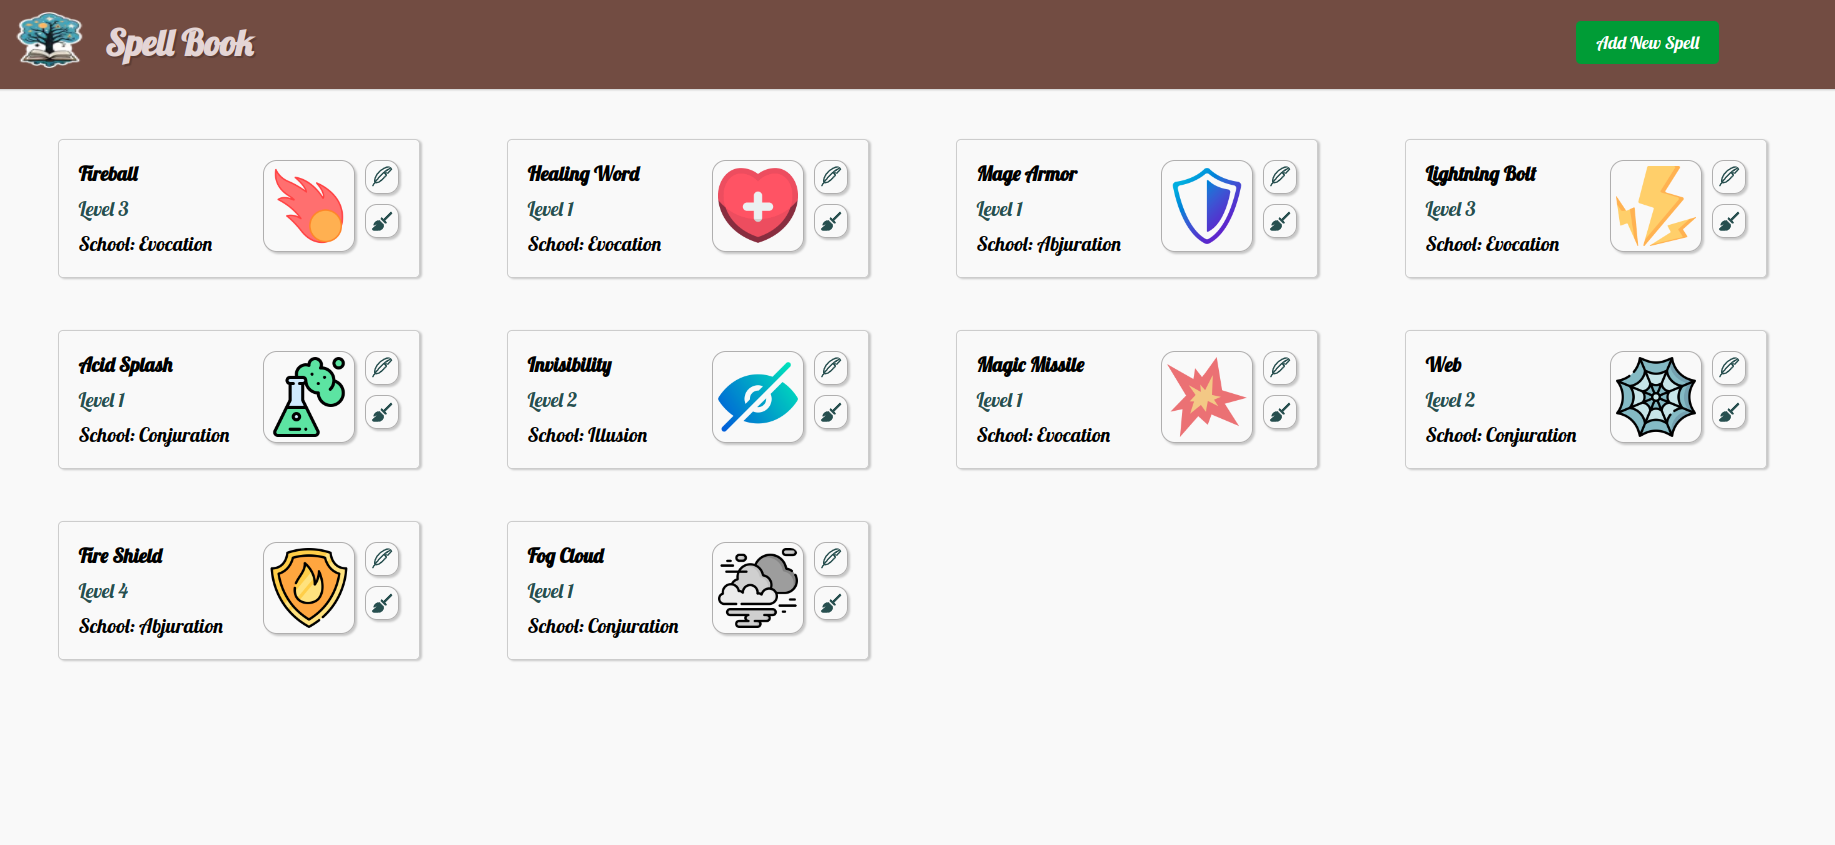 Spell Book
Add New Spell
Fireball
Level 3
School: Evocation
Healing Word
Level 1
School: Evocation
Mage Armor
Level 1
School: Abjuration
Lightning Bolt
Level 3
School: Evocation
Acid Splash
Level 1
School: Conjuration
Invisibility
Level 2
School: Illusion
Magic Missile
Level 1
School: Evocation
Web
Level 2
School: Conjuration
Fire Shield
Level 4
School: Abjuration
Fog Cloud
Level 1
School: Conjuration